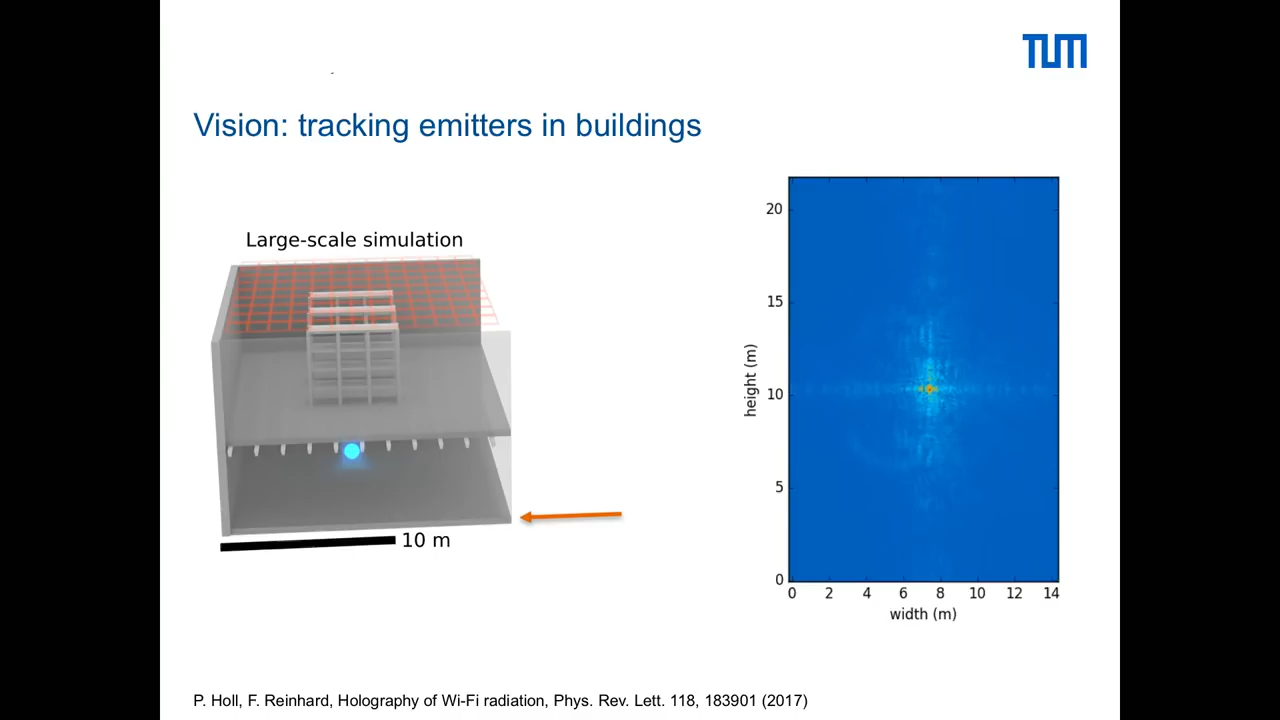 TUM
Vision: tracking emitters in buildings
Large-scale simulation
10 m
20
15
10
5
0
height (m)
0 2 4 6 8 10 12 14
width (m)
P. Holl, F. Reinhard, Holography of Wi-Fi radiation, Phys. Rev. Lett. 118, 183901 (2017)